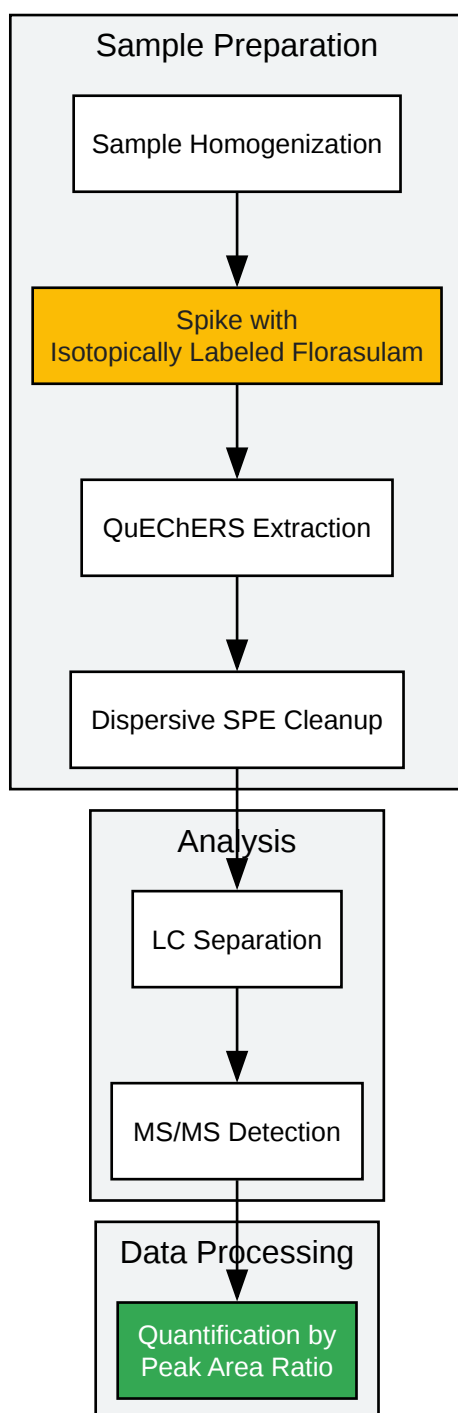 Sample Preparation
Sample Homogenization
Spike with
Isotopically Labeled Florasulam
QuEChERS Extraction
Dispersive SPE Cleanup
Analysis
LC Separation
MS/MS Detection
Data Processing
Quantification by
Peak Area Ratio